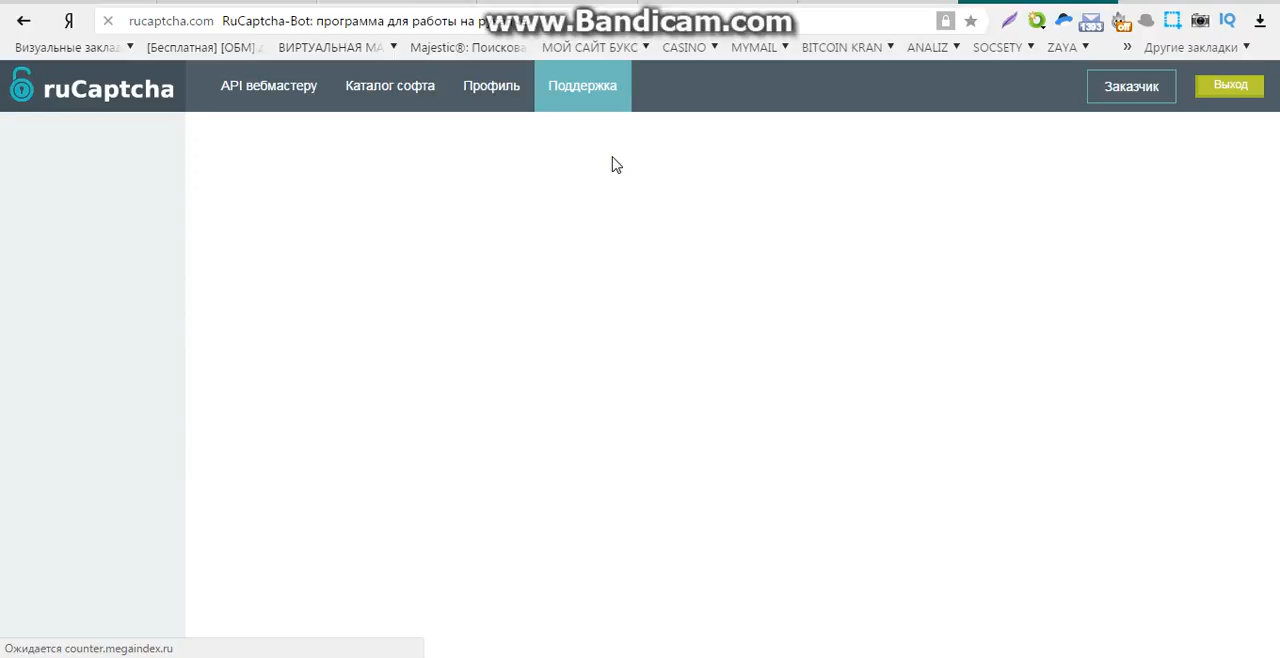 www.Bandicam.com
Я rucaptcha.com RuCaptcha-Bot: программа для работы на
Визуальные заклад [Бесплатная] [ОБМ] ВИРТУАЛЬНАЯ МА Majestic®: Поискова МОЙ САЙТ БУКС CASINO MYMAIL BITCOIN KRAN ANALIZ SOCSETY ZAYA » Другие закладки
ruCaptcha API вебмастеру Каталог софта Профиль Поддержка Заказчик Выход
Ожидается counter.megaindex.ru